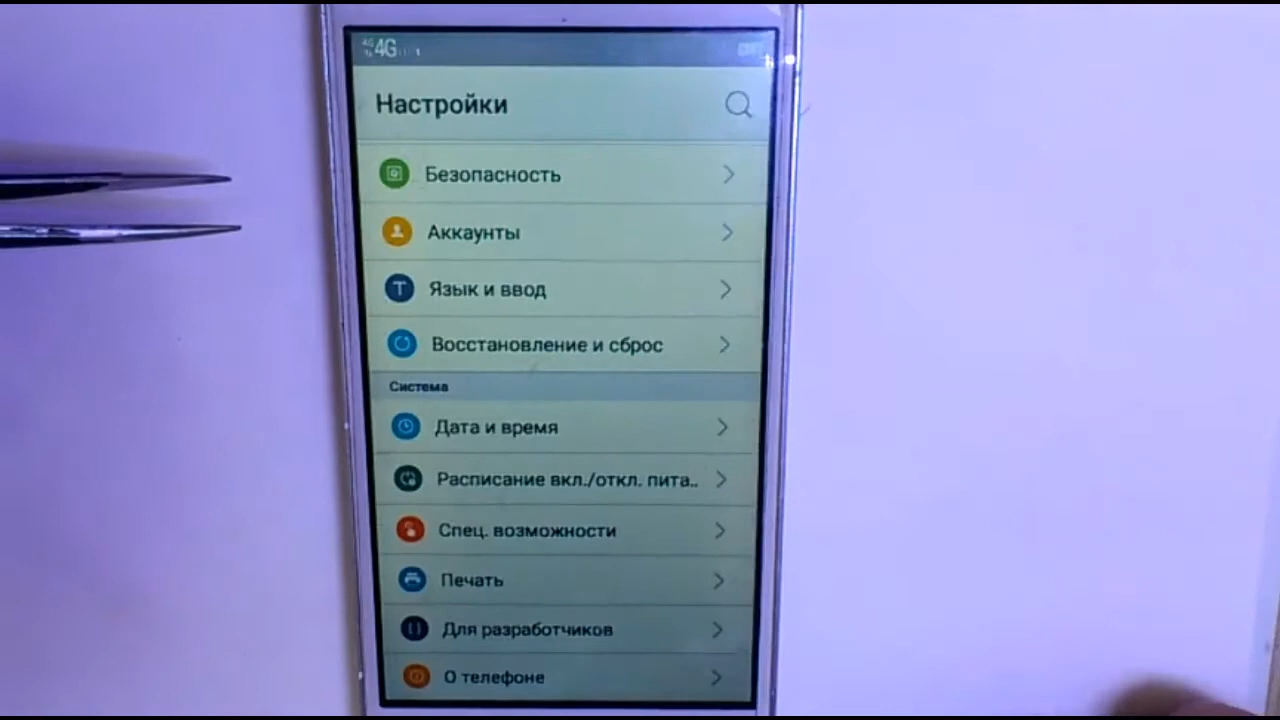 4G 4G
Настройки
Безопасность
Аккаунты
Язык и ввод
Восстановление и сброс
Система
Дата и время
Расписание вкл./откл. пита..
Спец. возможности
Печать
Для разработчиков
О телефоне